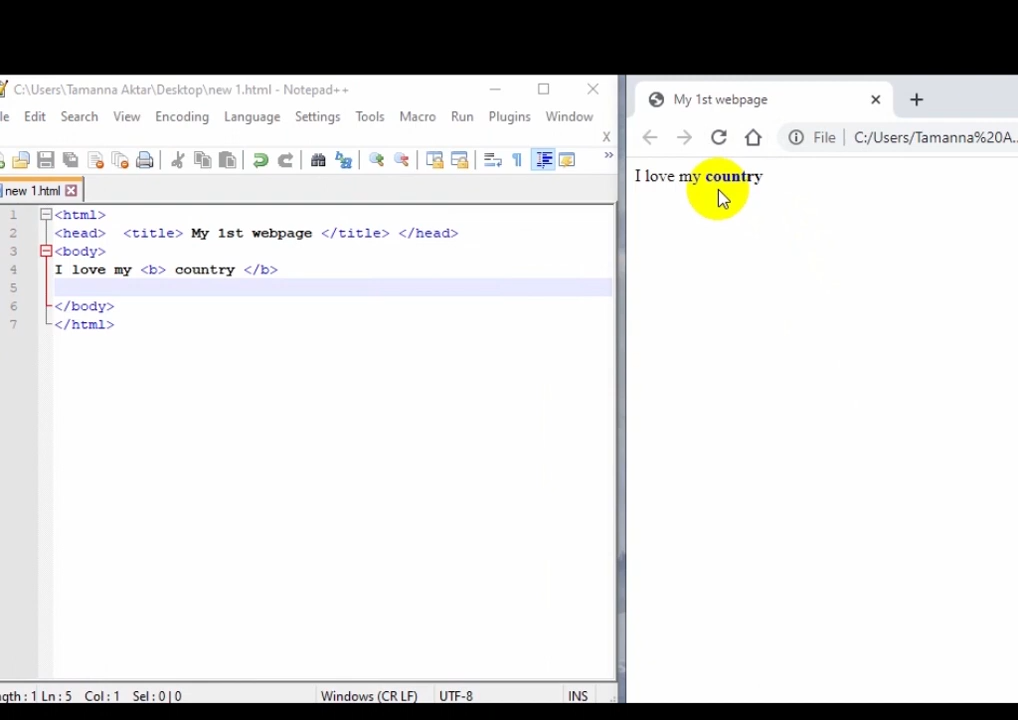 C:\Users\Tamanna Aktar\Desktop\new 1.html - Notepad++
le Edit Search View Encoding Language Settings Tools Macro Run Plugins Window
X
new 1.html
1 <html>
2 <head> <title> My 1st webpage </title> </head>
3 <body>
4 I love my <b> country </b>
5
6 </body>
7 </html>
ngth : 1 Ln : 5 Col : 1 Sel : 0 | 0 Windows (CR LF) UTF-8 INS
My 1st webpage
File | C:/Users/Tamanna%20A...
I love my country